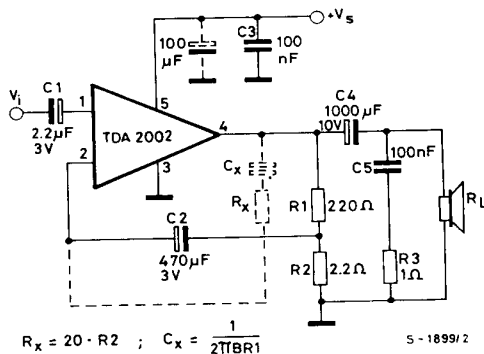 +Vs
100 μF
C3
100 nF
Vi
C1
2.2μF
3V
1
2
5
TDA 2002
4
3
C4
1000 μF
10V
Cx
Rx
C5
100nF
R1
220Ω
RL
C2
470μF
3V
R2
2.2Ω
R3
1Ω
Rx = 20 · R2 ; Cx = 1 / 2πBR1
S - 1899/2